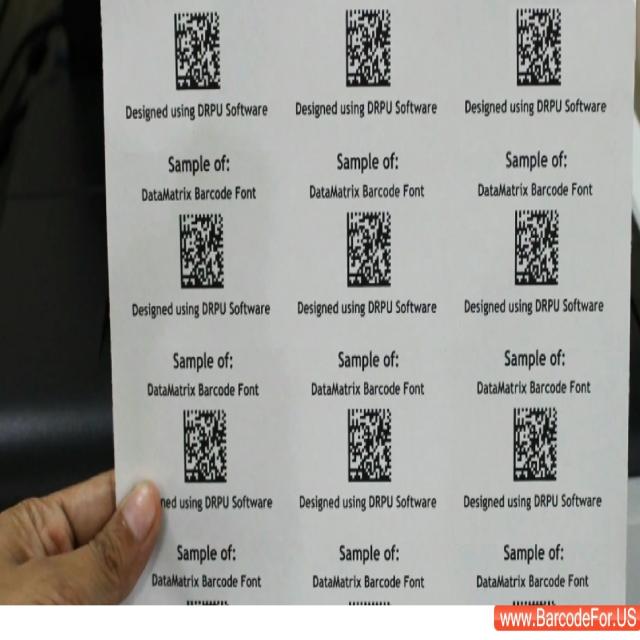 Designed using DRPU Software Designed using DRPU Software Designed using DRPU Software
Sample of: Sample of: Sample of:
DataMatrix Barcode Font DataMatrix Barcode Font DataMatrix Barcode Font
Designed using DRPU Software Designed using DRPU Software Designed using DRPU Software
Sample of: Sample of: Sample of:
DataMatrix Barcode Font DataMatrix Barcode Font DataMatrix Barcode Font
ned using DRPU Software Designed using DRPU Software Designed using DRPU Software
Sample of: Sample of: Sample of:
DataMatrix Barcode Font DataMatrix Barcode Font DataMatrix Barcode Font
www.BarcodeFor.US